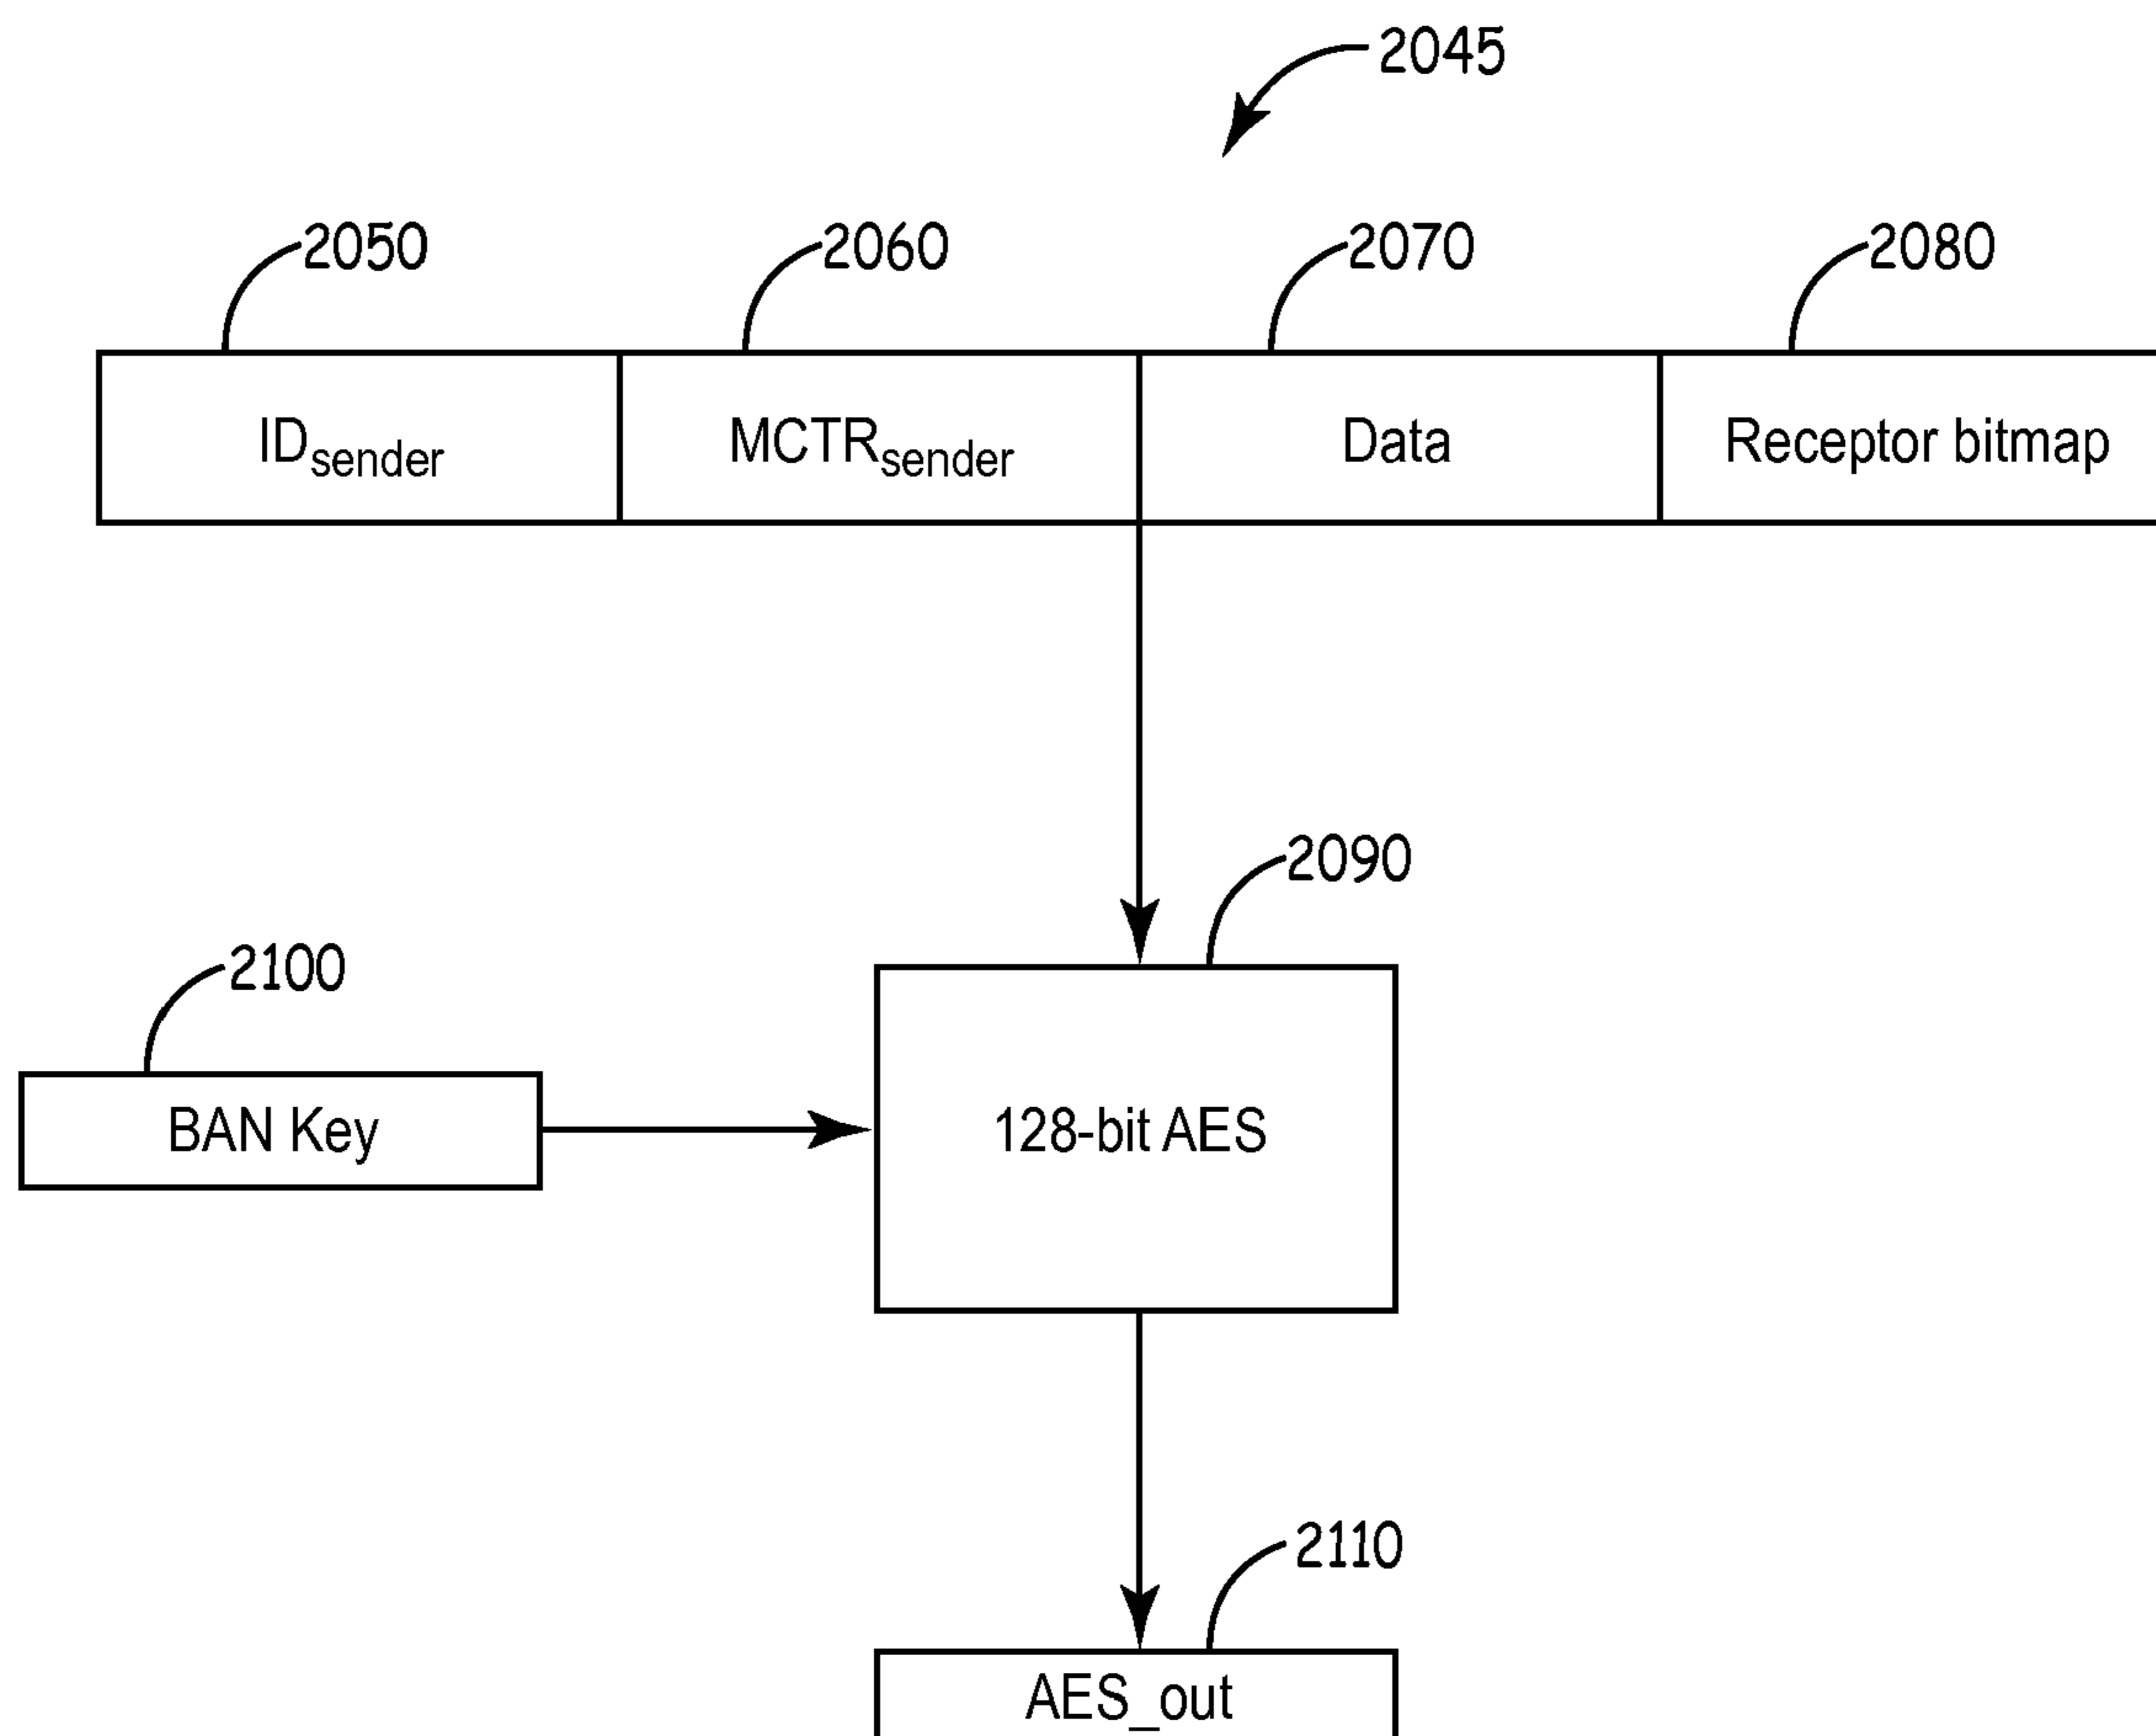 2045
2050 2060 2070 2080
IDsender MCTRsender Data Receptor bitmap
2090
2100
BAN Key 128-bit AES
2110
AES_out